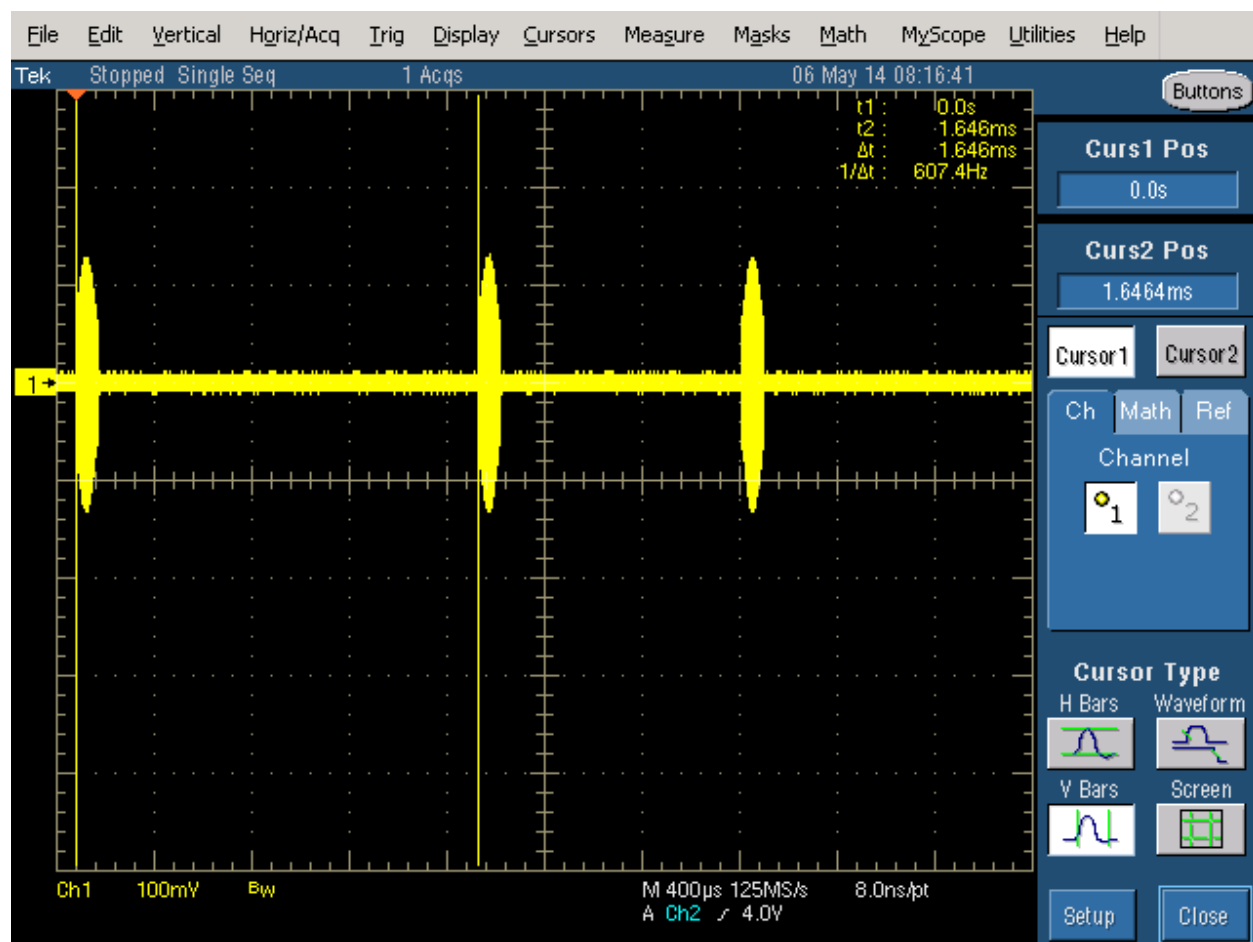 File Edit Vertical Horiz/Acq Trig Display Cursors Measure Masks Math MyScope Utilities Help
Tek Stopped Single Seq 1 Acqs 06 May 14 08:16:41
Buttons
t1 : 0.0s
t2 : 1.646ms
Δt : 1.646ms
1/Δt : 607.4Hz
Curs1 Pos
0.0s
Curs2 Pos
1.6464ms
Cursor1 Cursor2
1
Ch Math Ref
Channel
1 2
Cursor Type
H Bars Waveform
V Bars Screen
Ch1 100mV BW M 400µs 125MS/s 8.0ns/pt
A Ch2 4.0V
Setup Close